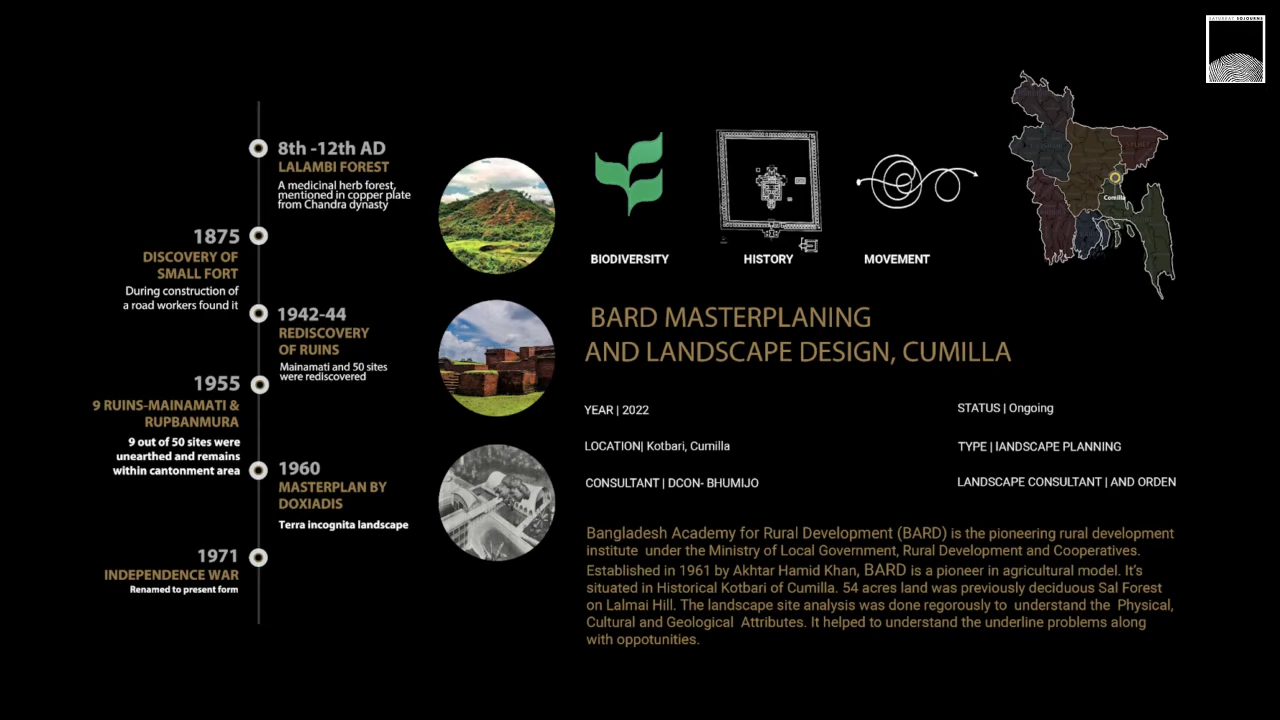 SATURDAY SOJOURNS
8th -12th AD
LALAMBI FOREST
A medicinal herb forest,
mentioned in copper plate
from Chandra dynasty
1875
DISCOVERY OF
SMALL FORT
During construction of
a road workers found it
1942-44
REDISCOVERY
OF RUINS
Mainamati and 50 sites
were rediscovered
1955
9 RUINS-MAINAMATI &
RUPBANMURA
9 out of 50 sites were
unearthed and remains
within cantonment area
1960
MASTERPLAN BY
DOXIADIS
Terra incognita landscape
1971
INDEPENDENCE WAR
Renamed to present form
BIODIVERSITY
HISTORY
MOVEMENT
Comilla
BARD MASTERPLANING
AND LANDSCAPE DESIGN, CUMILLA
YEAR | 2022
STATUS | Ongoing
LOCATION| Kotbari, Cumilla
TYPE | lANDSCAPE PLANNING
CONSULTANT | DCON- BHUMIJO
LANDSCAPE CONSULTANT | AND ORDEN
Bangladesh Academy for Rural Development (BARD) is the pioneering rural development
institute under the Ministry of Local Government, Rural Development and Cooperatives.
Established in 1961 by Akhtar Hamid Khan, BARD is a pioneer in agricultural model. It's
situated in Historical Kotbari of Cumilla. 54 acres land was previously deciduous Sal Forest
on Lalmai Hill. The landscape site analysis was done regorously to understand the Physical,
Cultural and Geological Attributes. It helped to understand the underline problems along
with oppotunities.